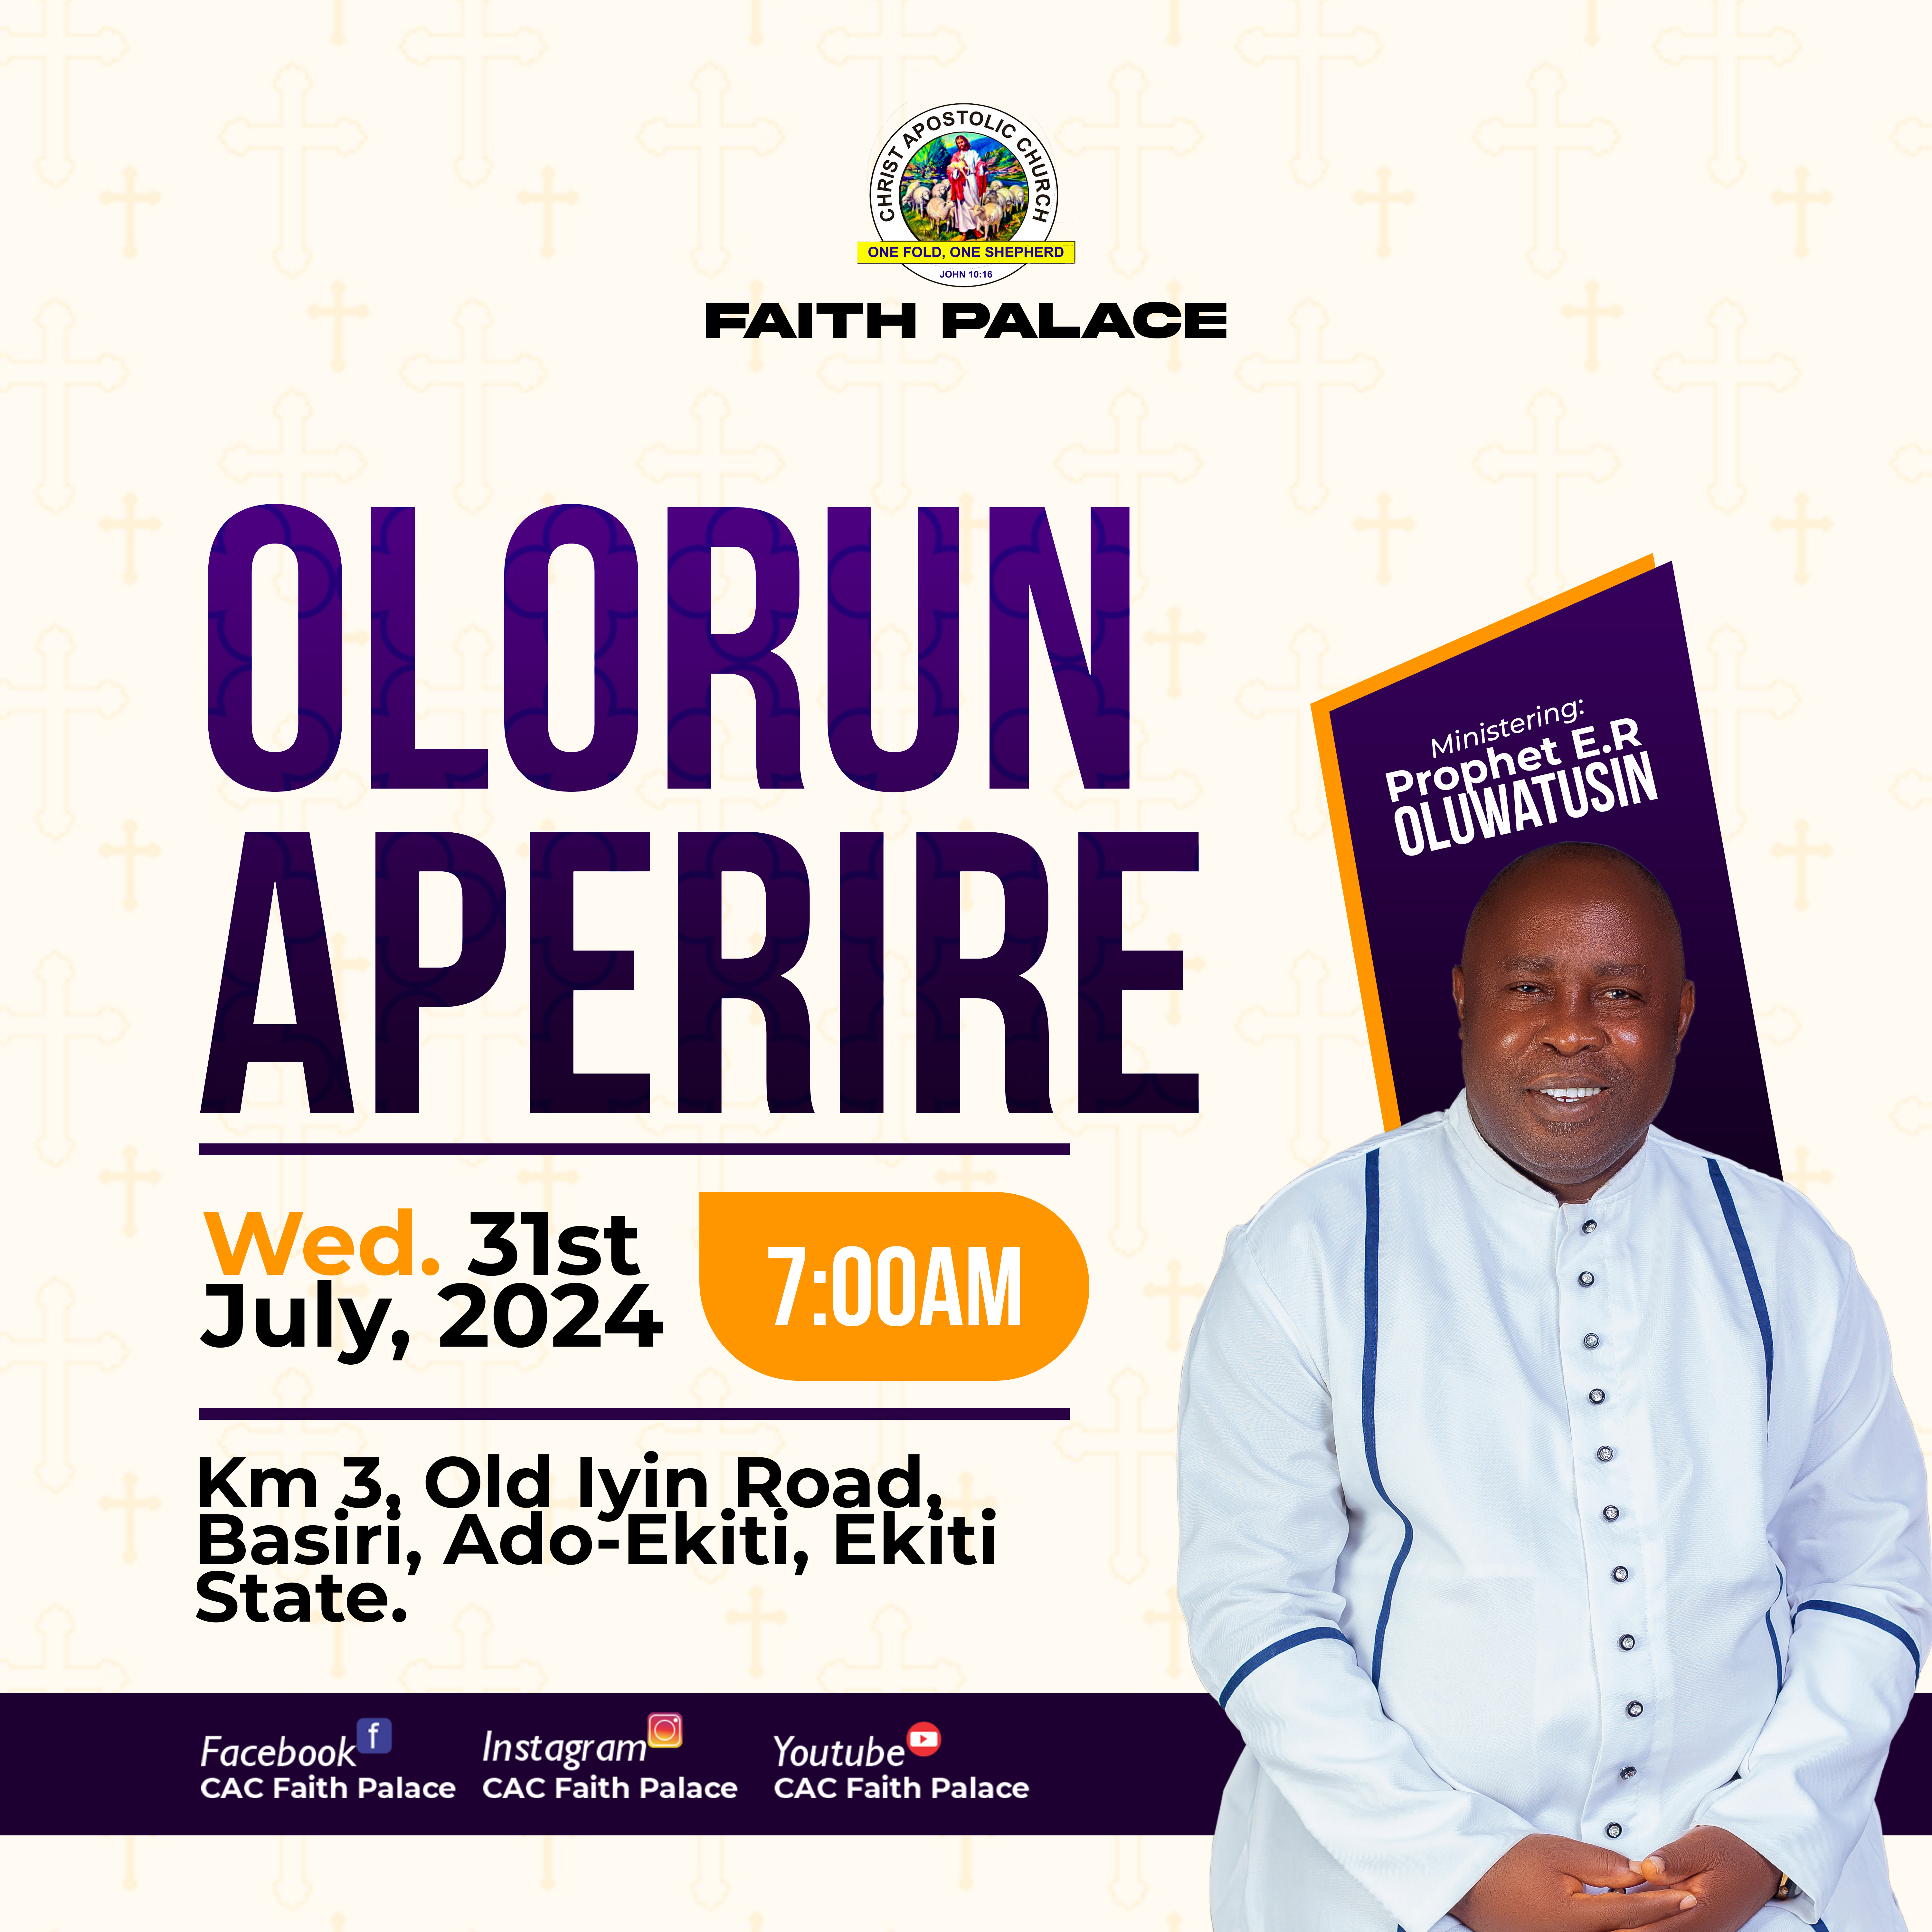 CHRIST APOSTOLIC CHURCH
ONE FOLD, ONE SHEPHERD
JOHN 10:16
FAITH PALACE
OLORUN
APERIRE
Ministering:
Prophet E.R
OLUWATUSIN
Wed. 31st
July, 2024
7:00AM
Km 3, Old Iyin Road,
Basiri, Ado-Ekiti, Ekiti
State.
Facebook
CAC Faith Palace
Instagram
CAC Faith Palace
Youtube
CAC Faith Palace